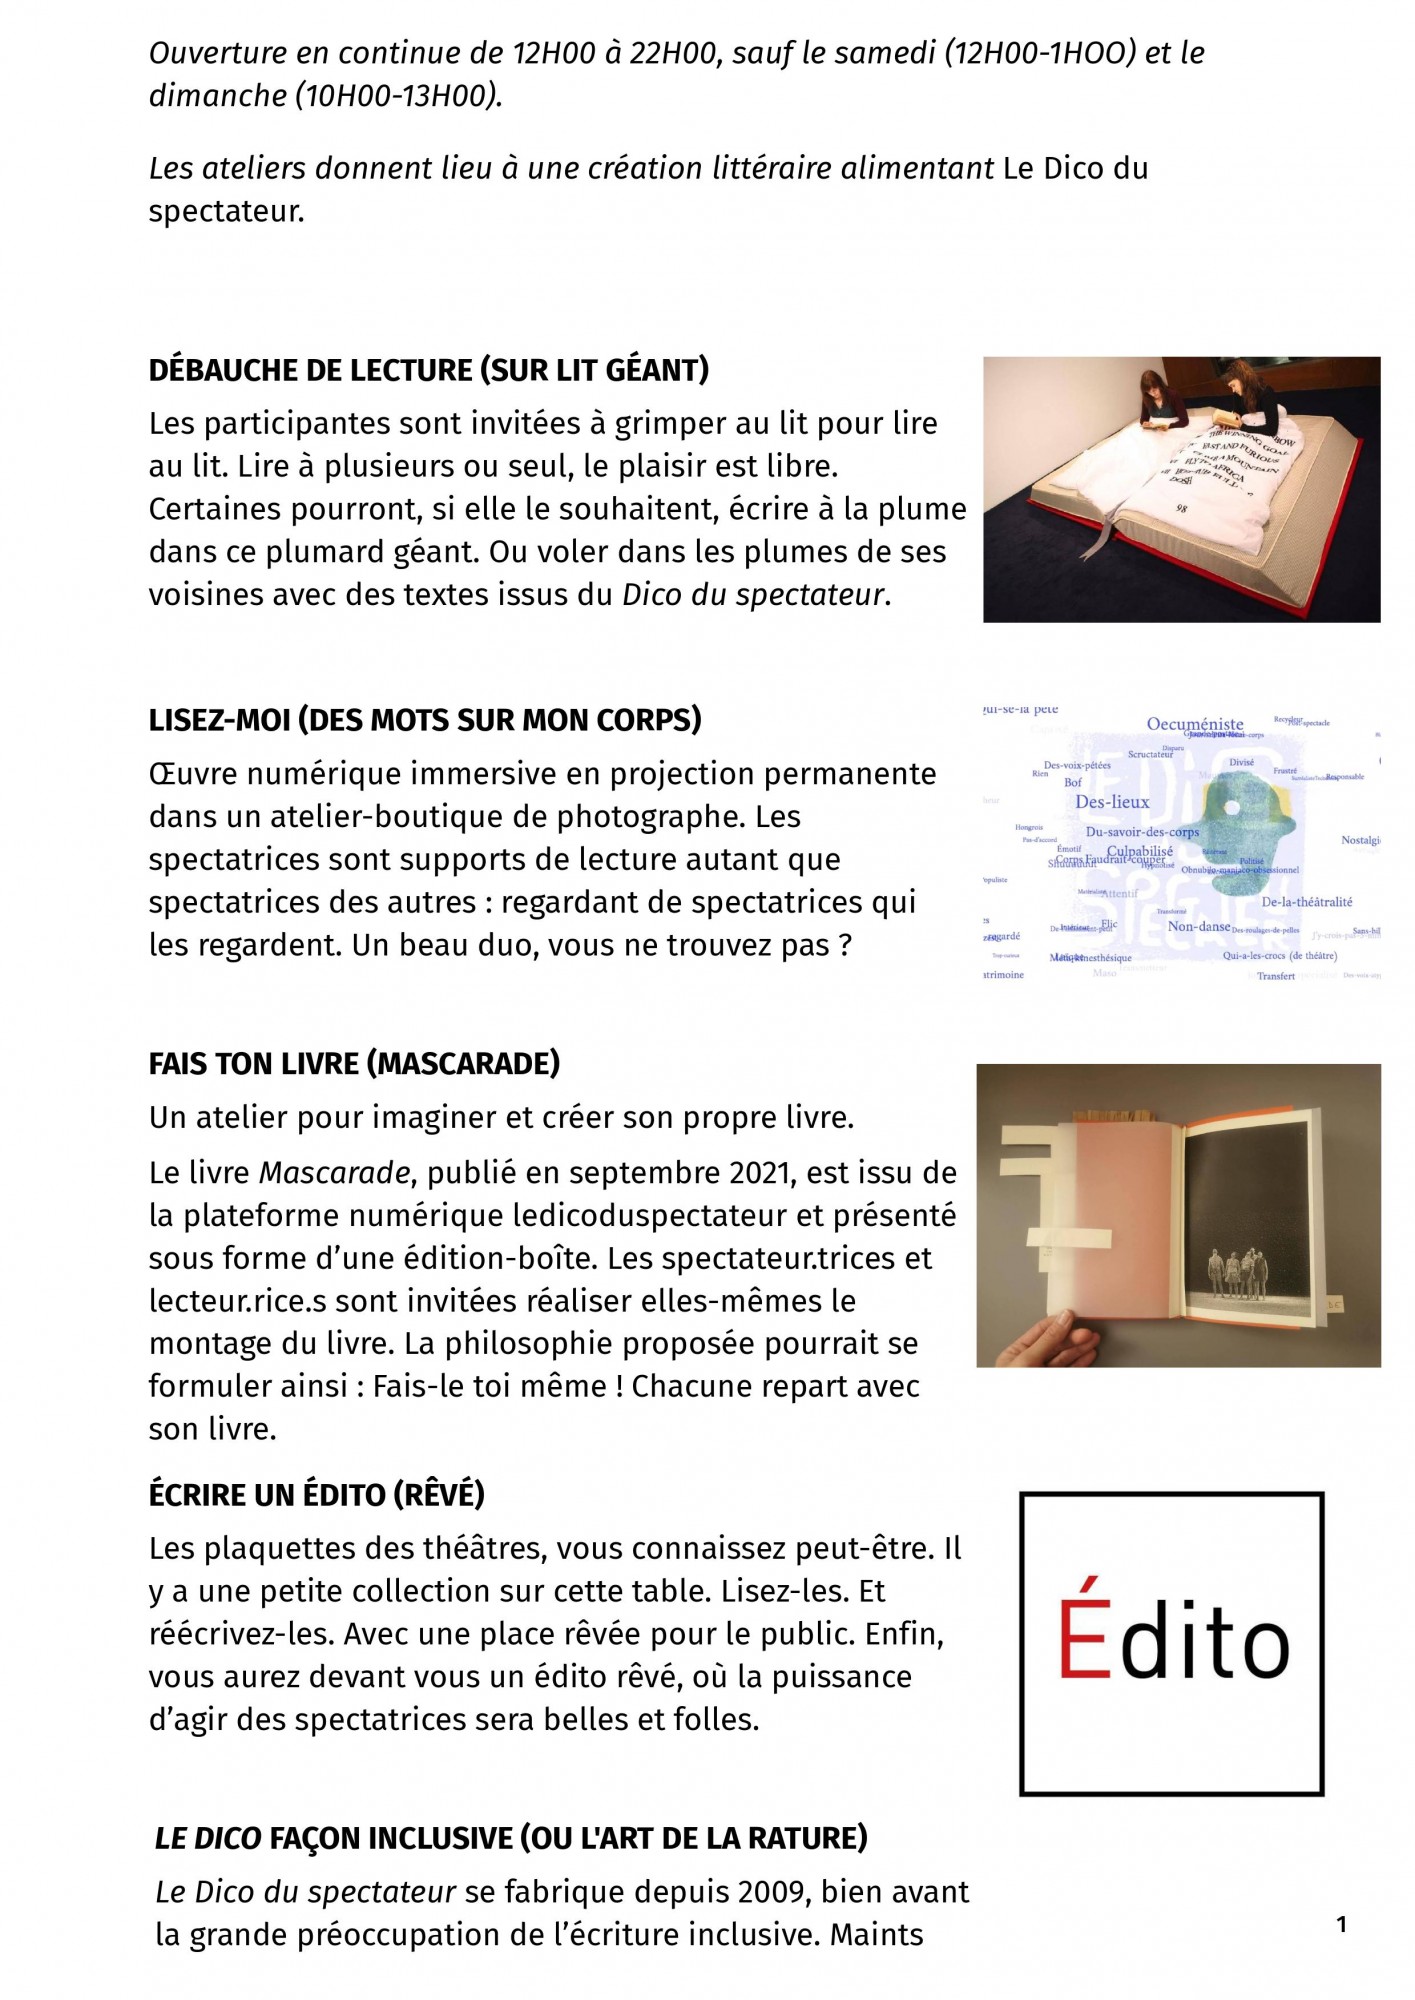 Ouverture en continue de 12H00 à 22H00, sauf le samedi (12H00-1HOO) et le
dimanche (10H00-13H00).
Les ateliers donnent lieu à une création littéraire alimentant Le Dico du
spectateur.
DÉBAUCHE DE LECTURE (SUR LIT GÉANT)
Les participantes sont invitées à grimper au lit pour lire
au lit. Lire à plusieurs ou seul, le plaisir est libre.
Certaines pourront, si elle le souhaitent, écrire à la plume
dans ce plumard géant. Ou voler dans les plumes de ses
voisines avec des textes issus du Dico du spectateur.
98
LISEZ-MOI (DES MOTS SUR MON CORPS)
Œuvre numérique immersive en projection permanente
dans un atelier-boutique de photographe. Les
spectatrices sont supports de lecture autant que
spectatrices des autres : regardant de spectatrices qui
les regardent. Un beau duo, vous ne trouvez pas ?
Oecuméniste
Scructateur
Disparu
Des-voix-pétées
Divisé
Rien
Frustré
Bof
Responsable
Des-lieux
Hongrois
Du-savoir-des-corps
Pas-d'accord
Nostalgi
Émotif
Culpabilisé
Faudrait-couper
Obnubilo-maniaco-obsessionnel
Attentif
De-la-théâtralité
Flic
Non-danse
Des-roulages-de-pelles
Qui-a-les-crocs (de théâtre)
Maso
Transfert
FAIS TON LIVRE (MASCARADE)
Un atelier pour imaginer et créer son propre livre.
Le livre Mascarade, publié en septembre 2021, est issu de
la plateforme numérique ledicoduspectateur et présenté
sous forme d’une édition-boîte. Les spectateur.trices et
lecteur.rice.s sont invitées réaliser elles-mêmes le
montage du livre. La philosophie proposée pourrait se
formuler ainsi : Fais-le toi même ! Chacune repart avec
son livre.
ÉCRIRE UN ÉDITO (RÊVÉ)
Les plaquettes des théâtres, vous connaissez peut-être. Il
y a une petite collection sur cette table. Lisez-les. Et
réécrivez-les. Avec une place rêvée pour le public. Enfin,
vous aurez devant vous un édito rêvé, où la puissance
d’agir des spectatrices sera belles et folles.
Édito
LE DICO FAÇON INCLUSIVE (OU L'ART DE LA RATURE)
Le Dico du spectateur se fabrique depuis 2009, bien avant
la grande préoccupation de l’écriture inclusive. Maints
1